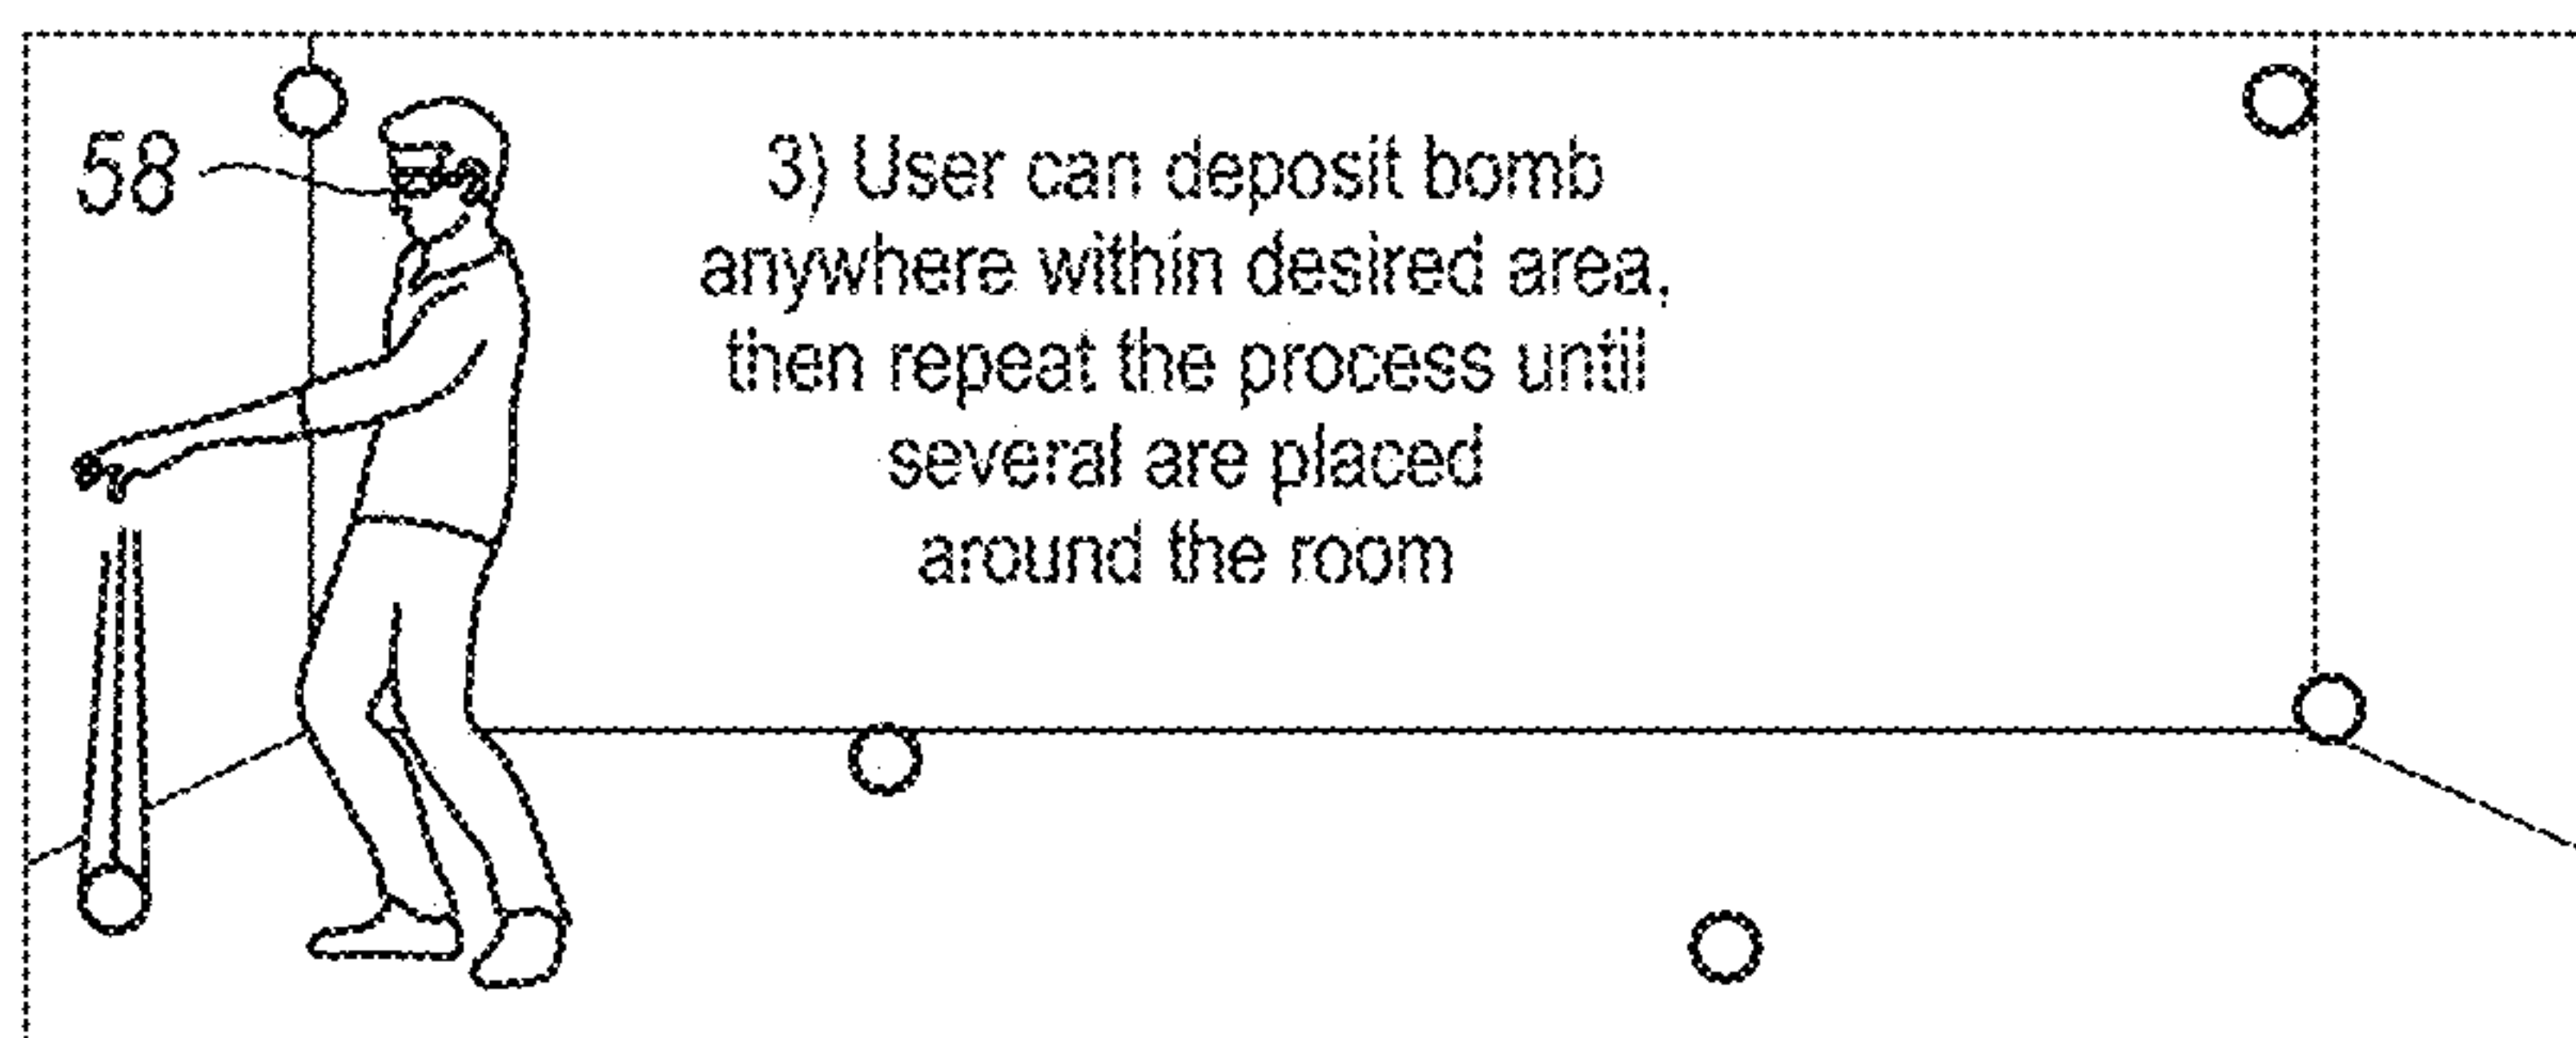 58
3) User can deposit bomb
anywhere within desired area,
then repeat the process until
several are placed
around the room